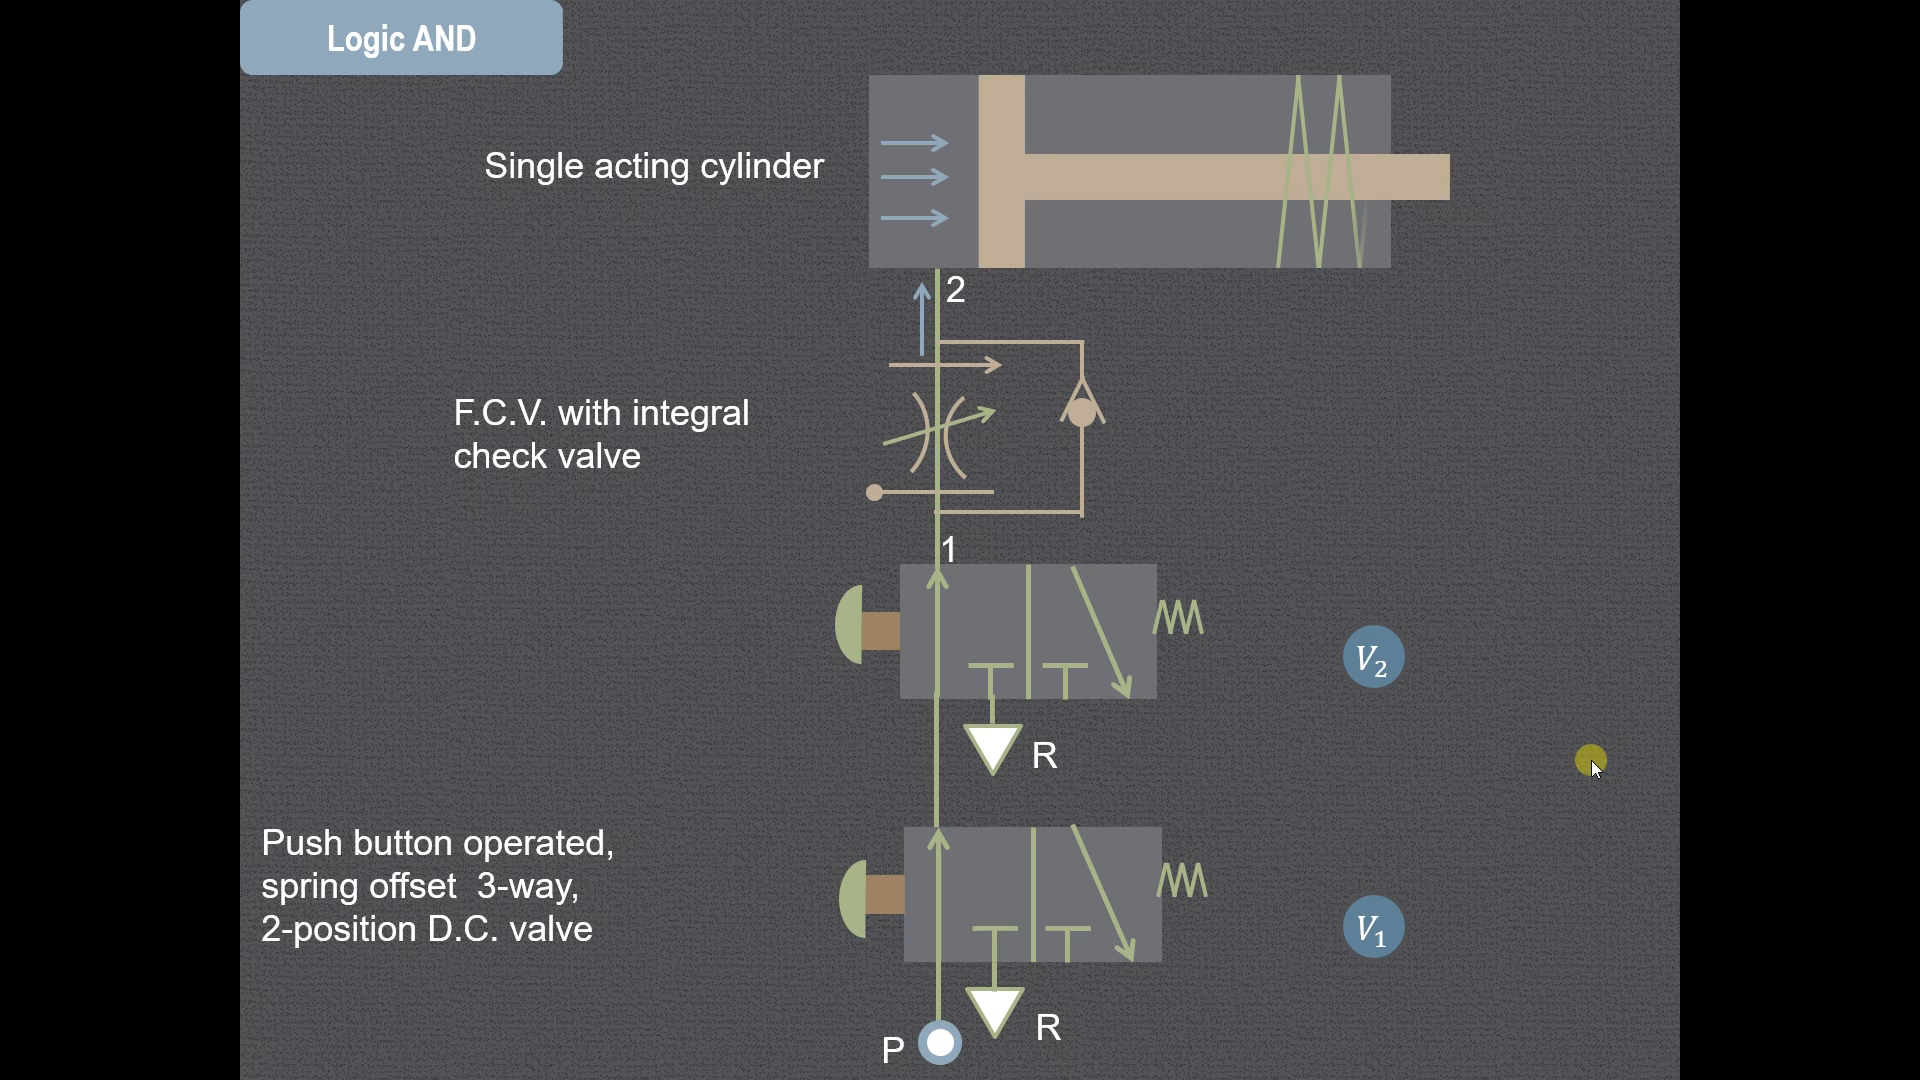 Logic AND
Single acting cylinder
2
F.C.V. with integral
check valve
1
V₂
R
Push button operated,
spring offset 3-way,
2-position D.C. valve
V₁
R
P